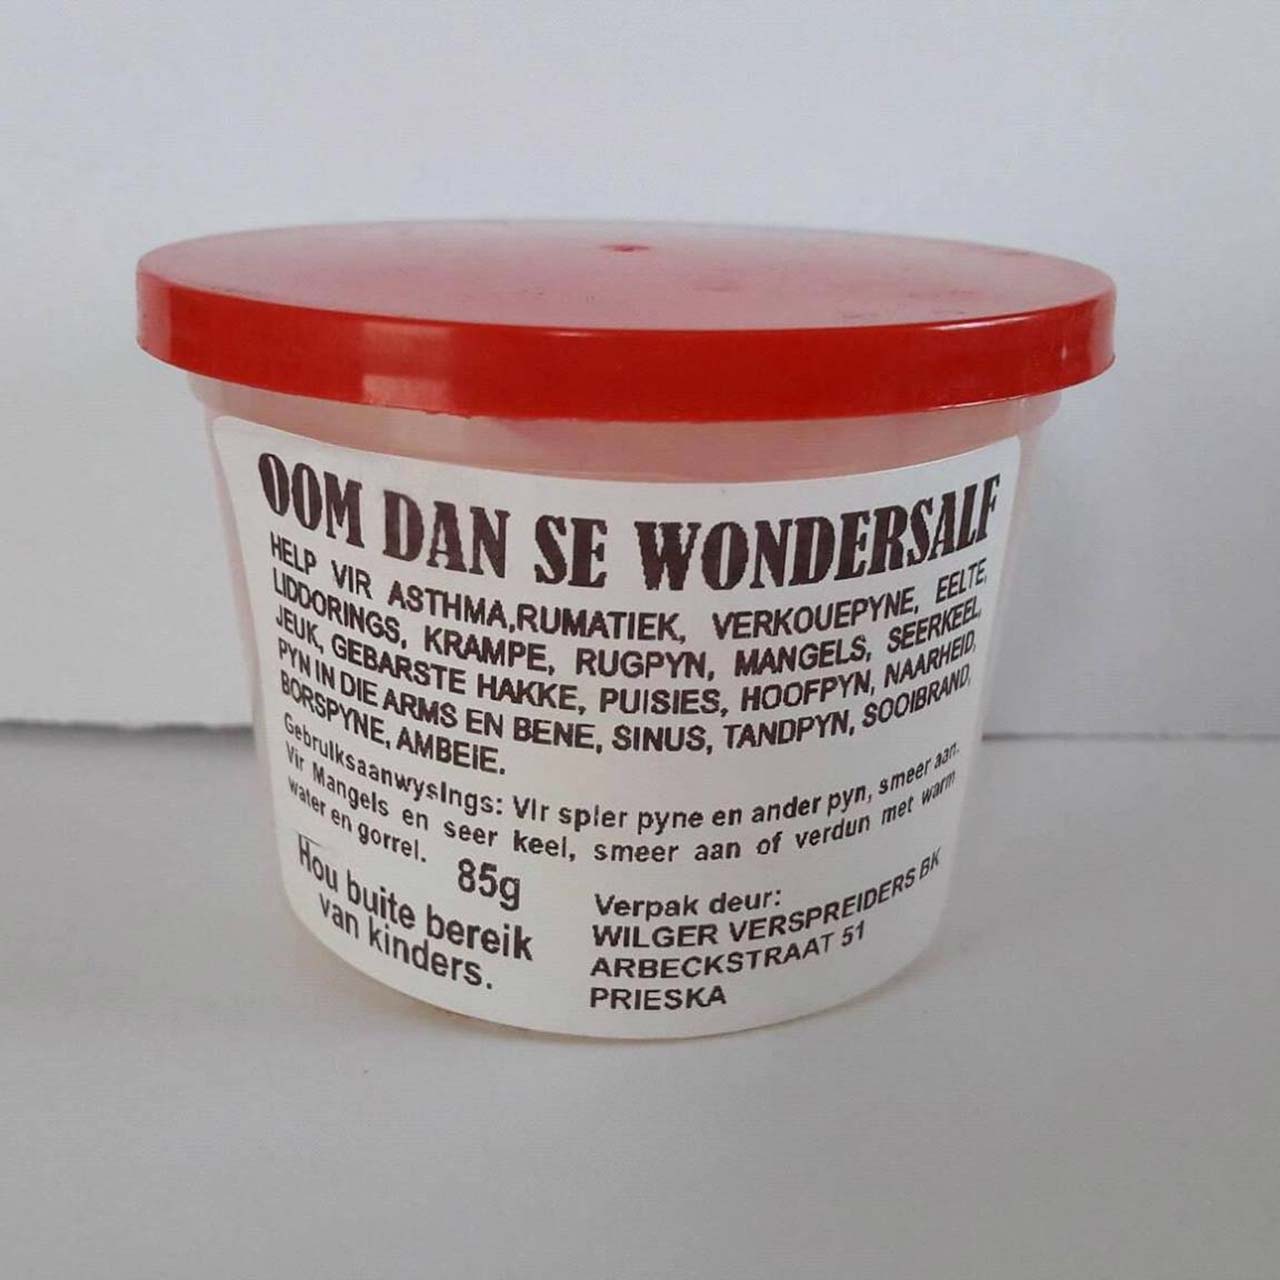 OOM DAN SE WONDERSALF
HELP VIR ASTHMA,RUMATIEK, VERKOUEPYNE, EELTE,
LIDDORINGS, KRAMPE, RUGPYN, MANGELS, SEERKEEL,
JEUK, GEBARSTE HAKKE, PUISIES, HOOFPYN, NAARHEID,
PYN IN DIE ARMS EN BENE, SINUS, TANDPYN, SOOIBRAND,
BORSPYNE, AMBEIE.
Gebruiksaanwysings: Vir spier pyne en ander pyn, smeer aan.
Vir Mangels en seer keel, smeer aan of verdun met warm
water en gorrel.
85g
Hou buite bereik
van kinders.
Verpak deur:
WILGER VERSPREIDERS BK
ARBECKSTRAAT 51
PRIESKA